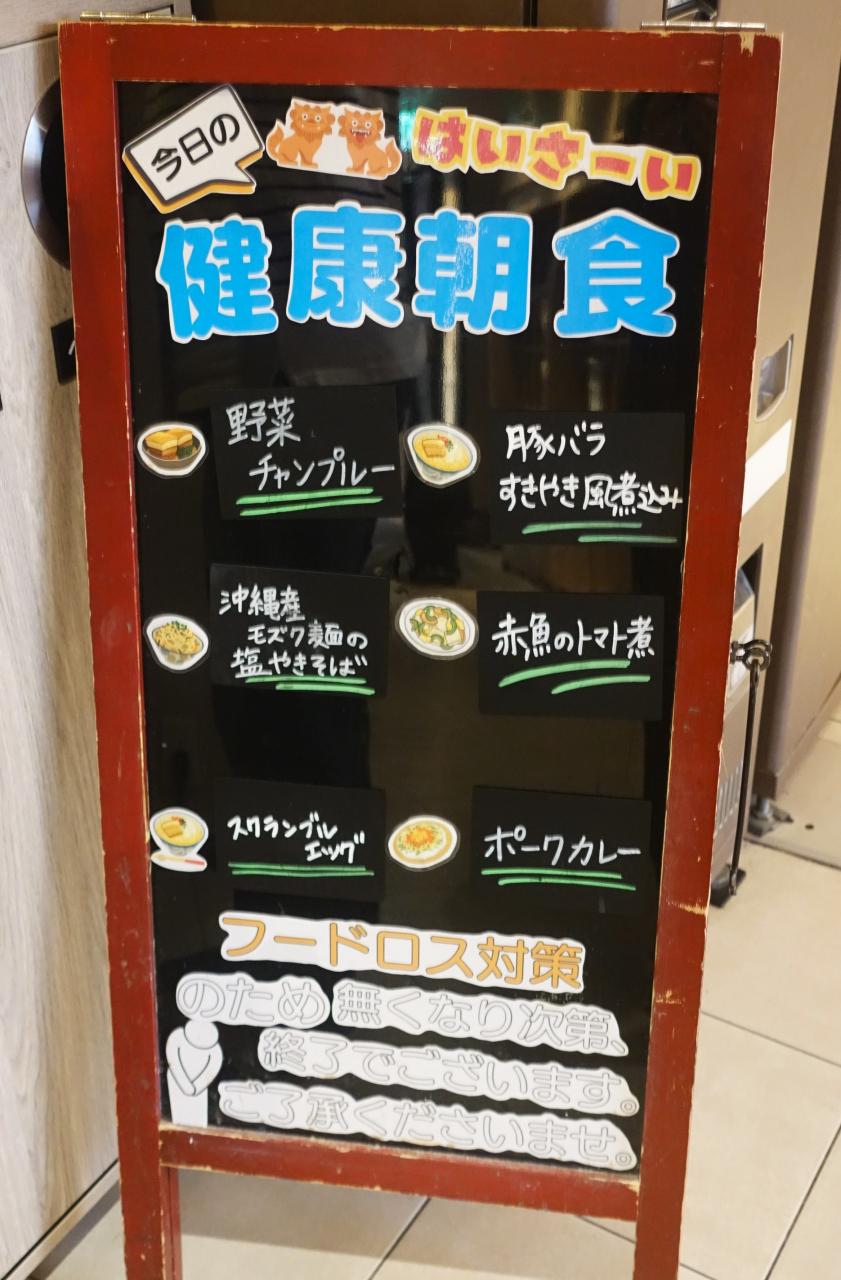 今日の
はいさーい
健康朝食
野菜
チャンプルー
豚バラ
すきやき風煮込み
沖縄産
モズク麺の
塩やきそば
赤魚のトマト煮
スクランブル
エッグ
ポークカレー
フードロス対策
のため無くなり次第、
終了でございます。
ご了承くださいませ。